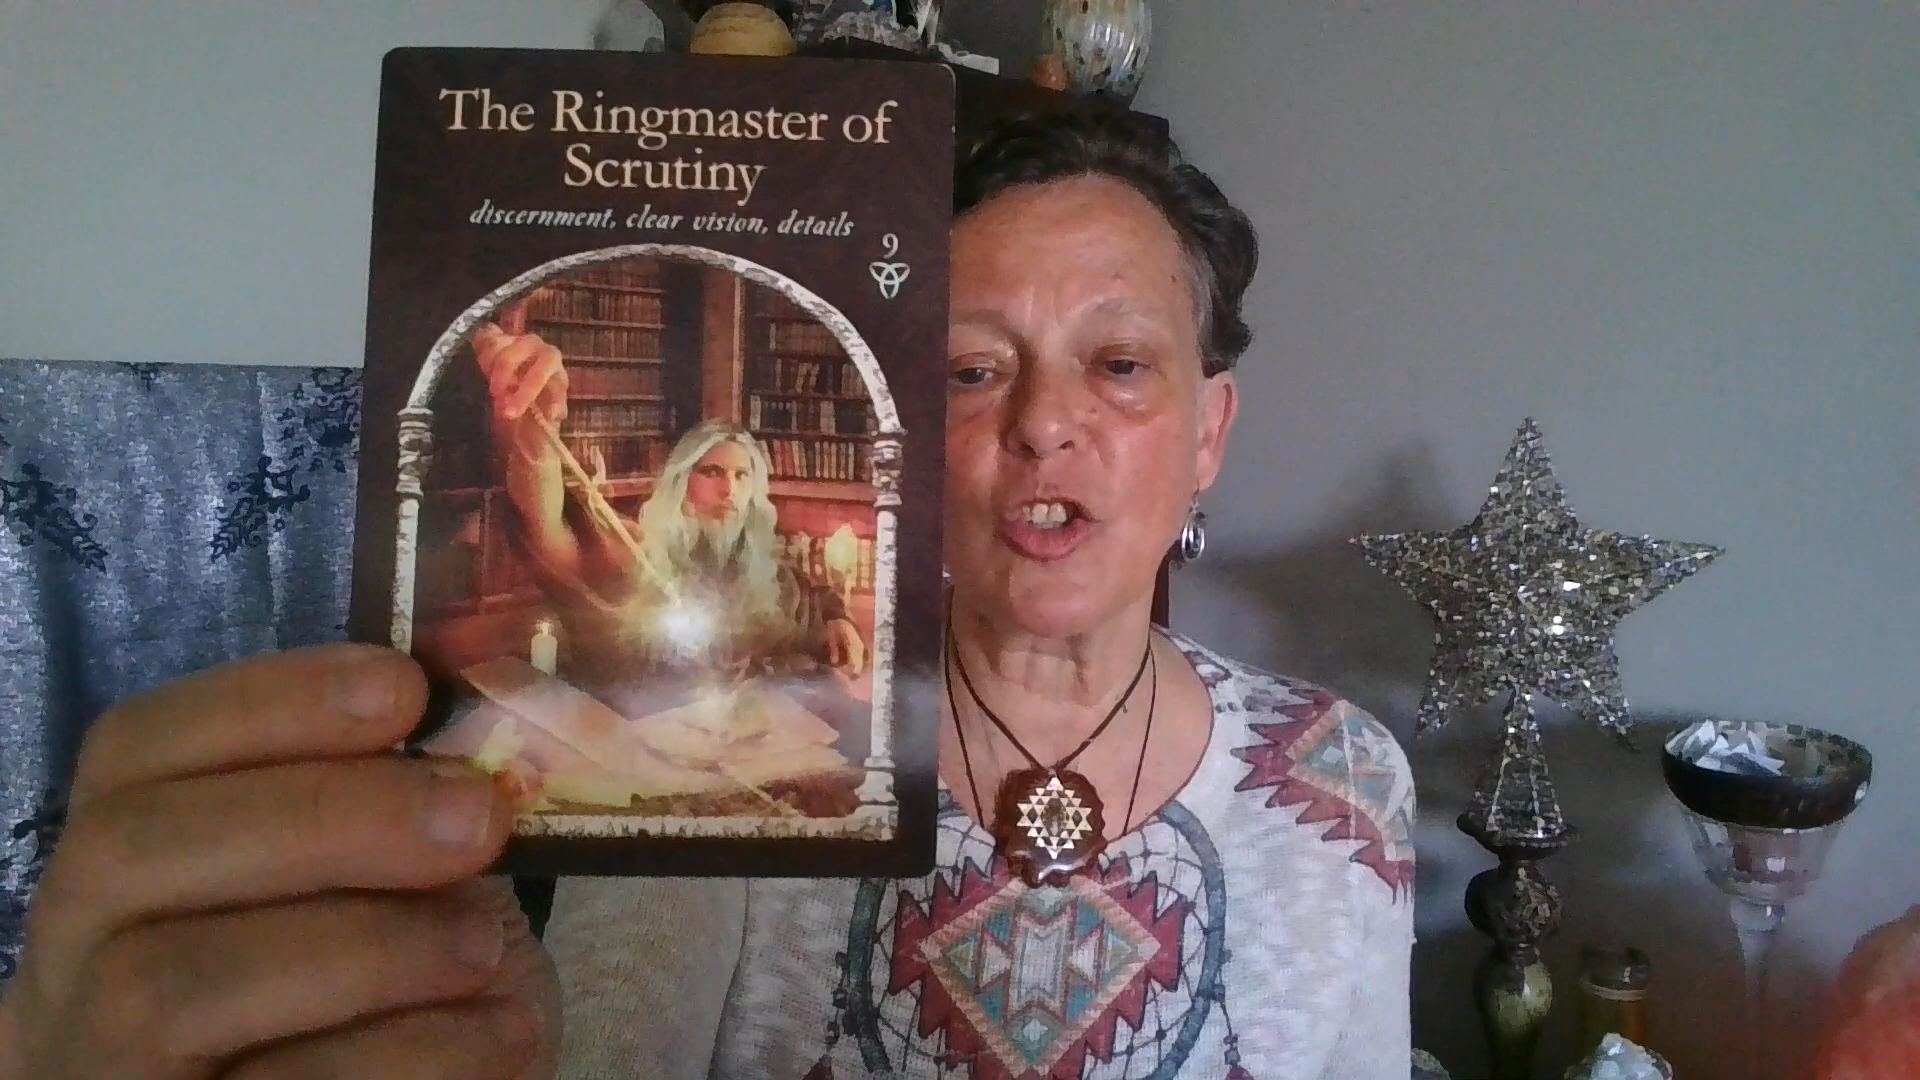 The Ringmaster of
Scrutiny
discernment, clear vision, details
9